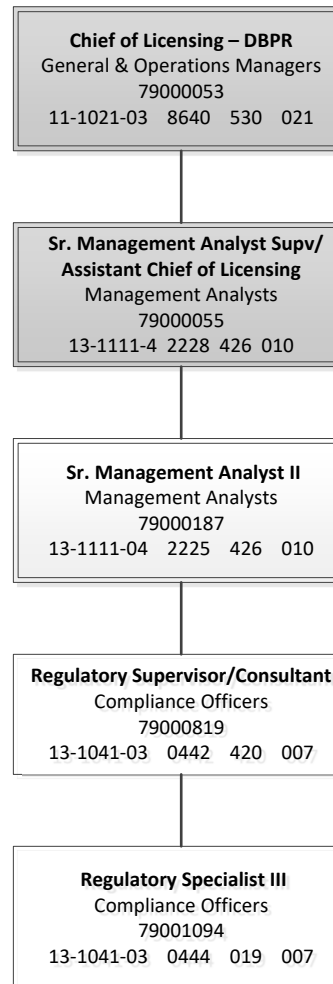 Chief of Licensing – DBPR
General & Operations Managers
79000053
11-1021-03 8640 530 021
Sr. Management Analyst Supv/
Assistant Chief of Licensing
Management Analysts
79000055
13-1111-4 2228 426 010
Sr. Management Analyst II
Management Analysts
79000187
13-1111-04 2225 426 010
Regulatory Supervisor/Consultant
Compliance Officers
79000819
13-1041-03 0442 420 007
Regulatory Specialist III
Compliance Officers
79001094
13-1041-03 0444 019 007